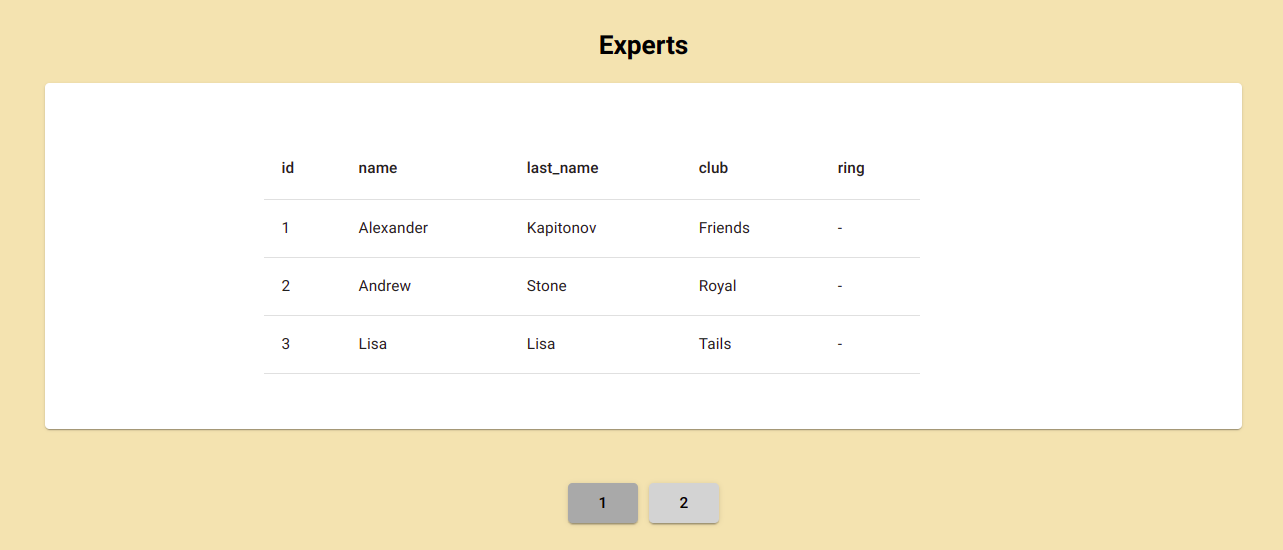 Experts
id name last_name club ring
1 Alexander Kapitonov Friends -
2 Andrew Stone Royal -
3 Lisa Lisa Tails -
1 2